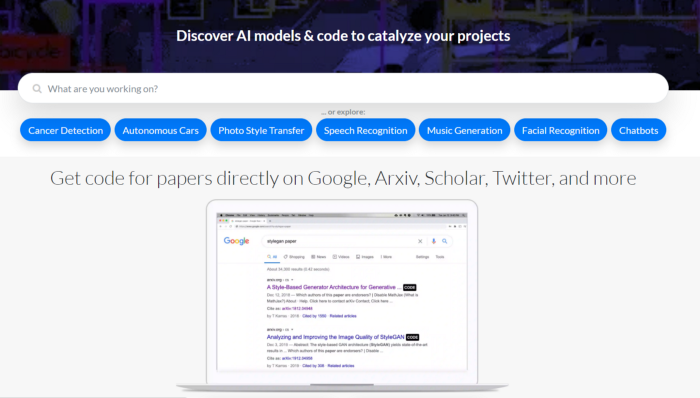 bicycle
Discover AI models & code to catalyze your projects
What are you working on?
... or explore:
Cancer Detection
Autonomous Cars
Photo Style Transfer
Speech Recognition
Music Generation
Facial Recognition
Chatbots
Get code for papers directly on Google, Arxiv, Scholar, Twitter, and more
Google
stylegan paper
All Shopping News Videos Images More Settings Tools
About 34,300 results (0.42 seconds)
arxiv.org › cs
A Style-Based Generator Architecture for Generative ... CODE
Dec 12, 2018 — Which authors of this paper are endorsers? | Disable MathJax (What is
MathJax?) About · Help. Click here to contact arXiv Contact. Click here ...
Cite as: arXiv:1812.04948
by T Karras · 2018 · Cited by 1550 · Related articles
arxiv.org › cs
Analyzing and Improving the Image Quality of StyleGAN CODE
Dec 3, 2019 — Abstract: The style-based GAN architecture (StyleGAN) yields state-of-the-art
results in ... Which authors of this paper are endorsers? | Disable ...
Cite as: arXiv:1912.04958
by T Karras · 2019 · Related articles